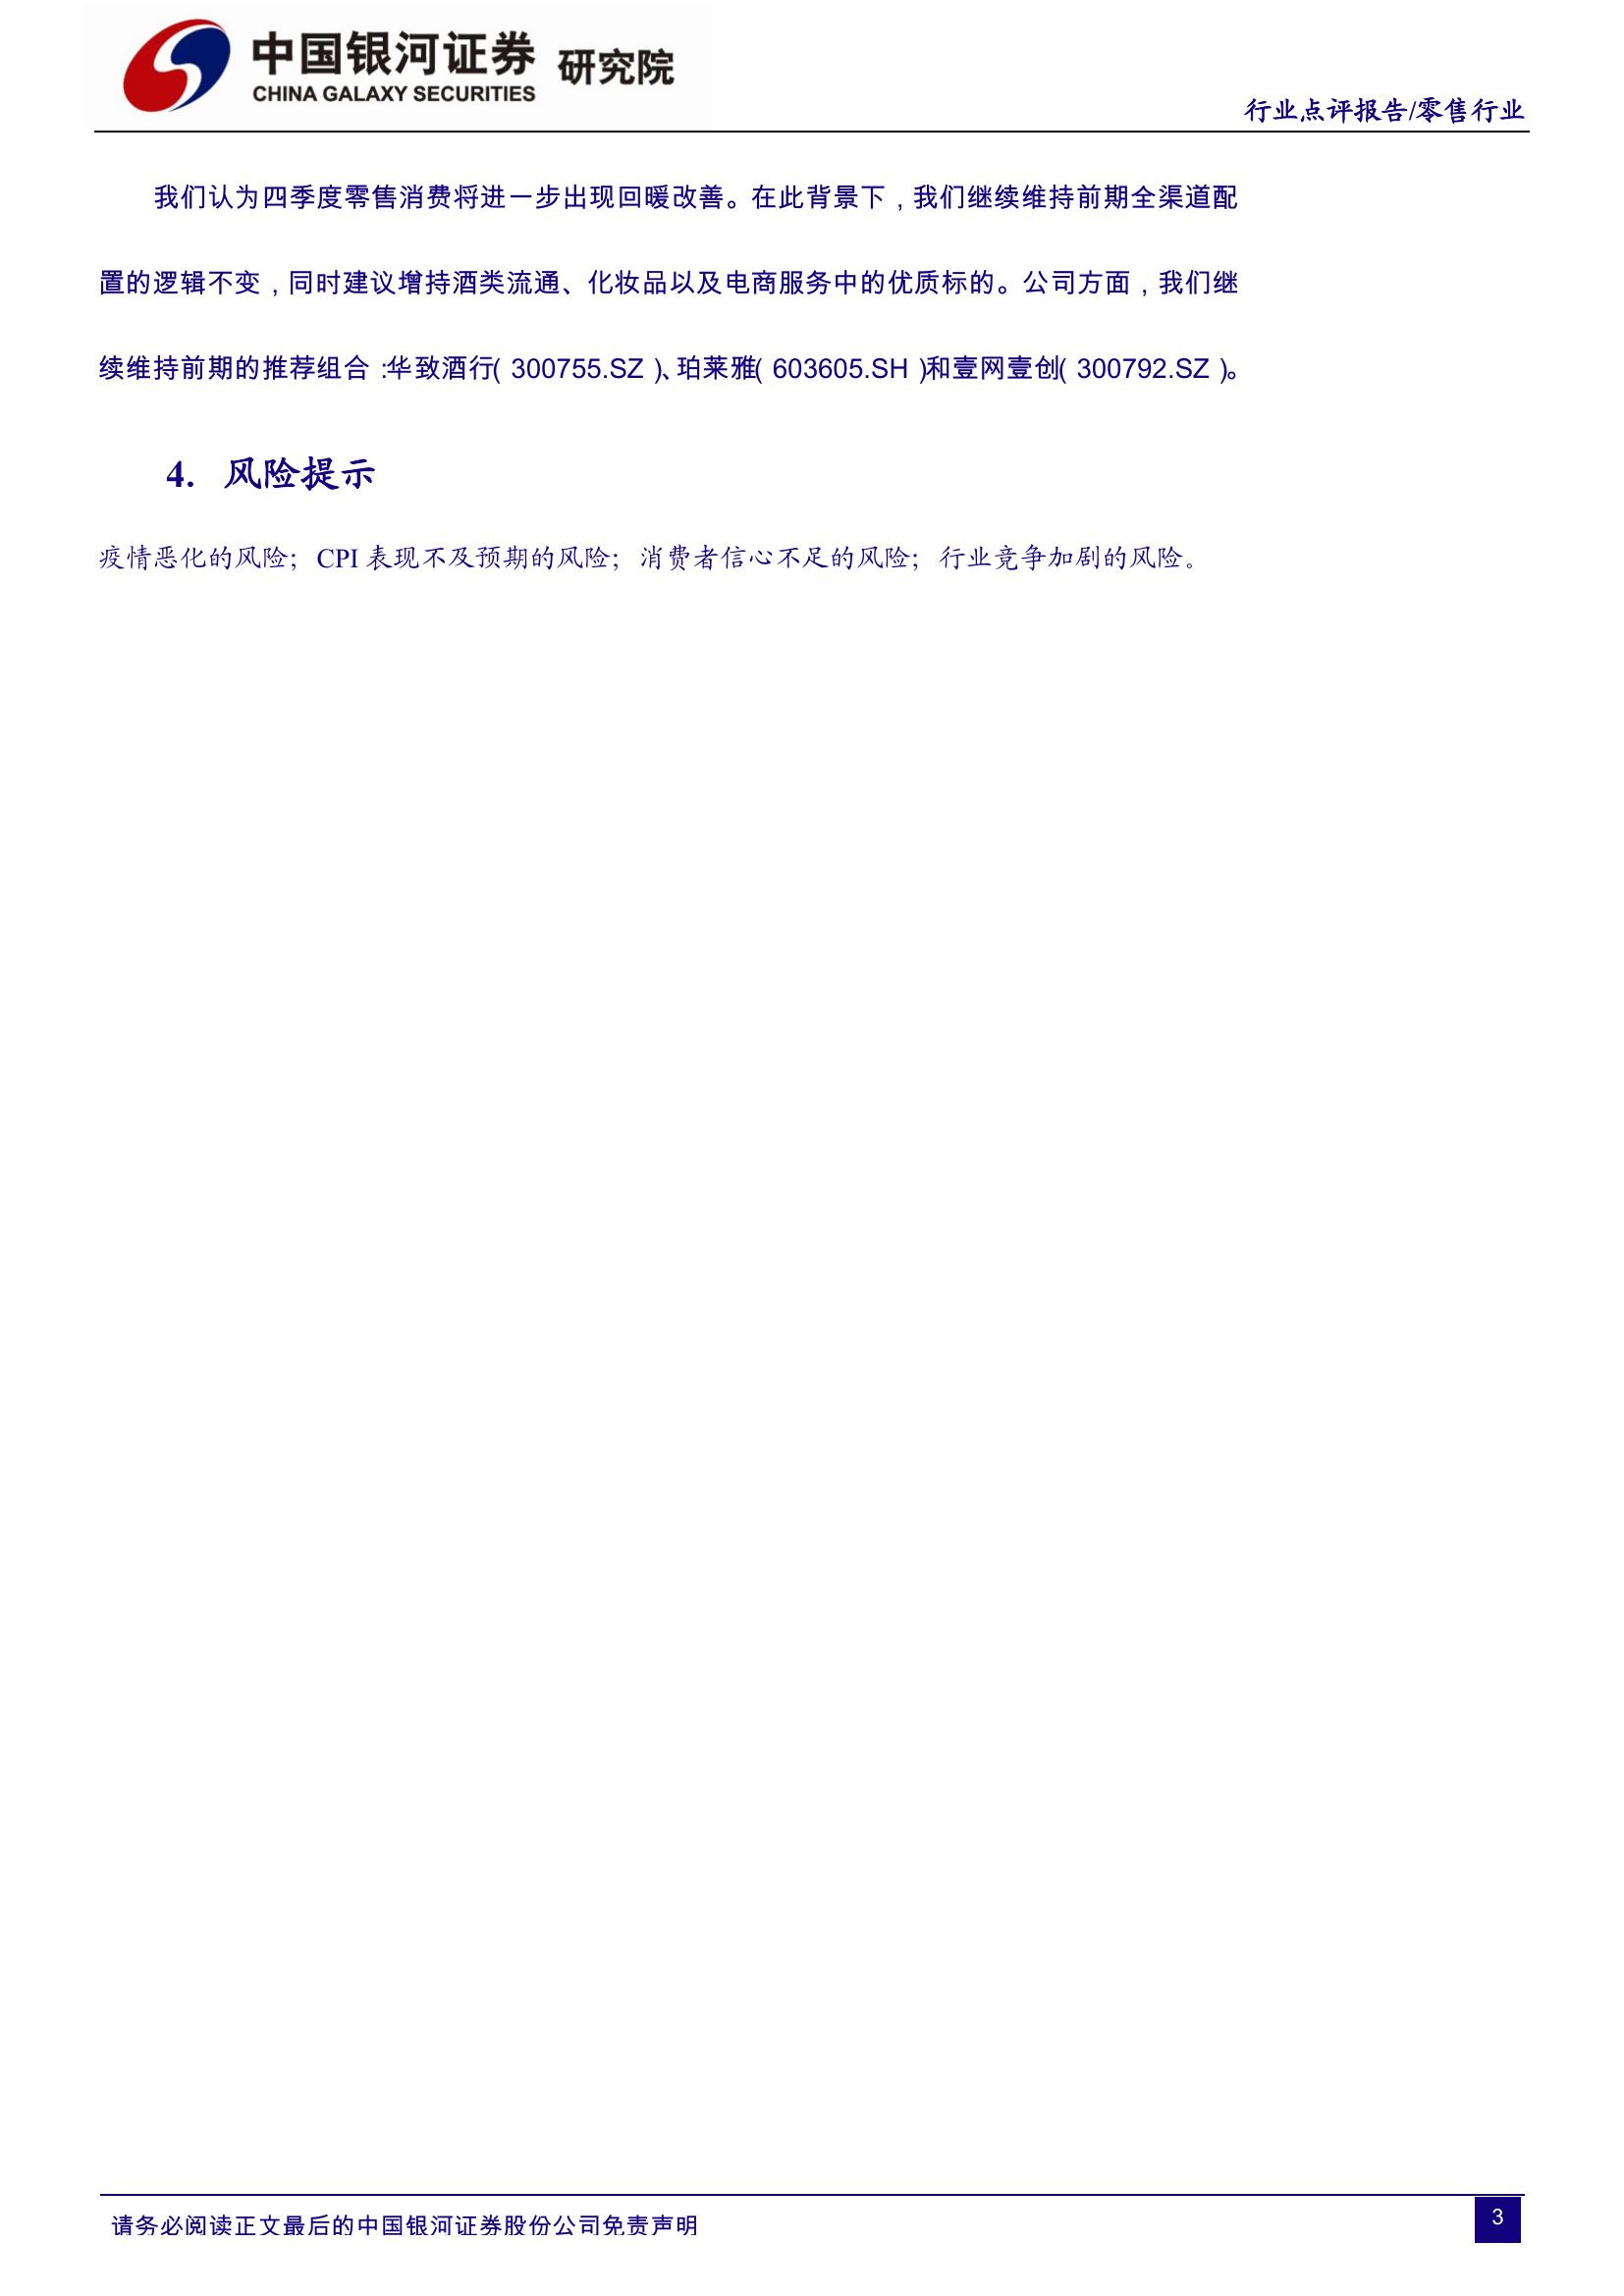 中国银河证券 研究院
CHINA GALAXY SECURITIES
行业点评报告/零售行业
我们认为四季度零售消费将进一步出现回暖改善。在此背景下，我们继续维持前期全渠道配
置的逻辑不变，同时建议增持酒类流通、化妆品以及电商服务中的优质标的。公司方面，我们继
续维持前期的推荐组合：华致酒行（300755.SZ）、珀莱雅（603605.SH）和壹网壹创（300792.SZ）。
4. 风险提示
疫情恶化的风险；CPI 表现不及预期的风险；消费者信心不足的风险；行业竞争加剧的风险。
请务必阅读正文最后的中国银河证券股份公司免责声明
3